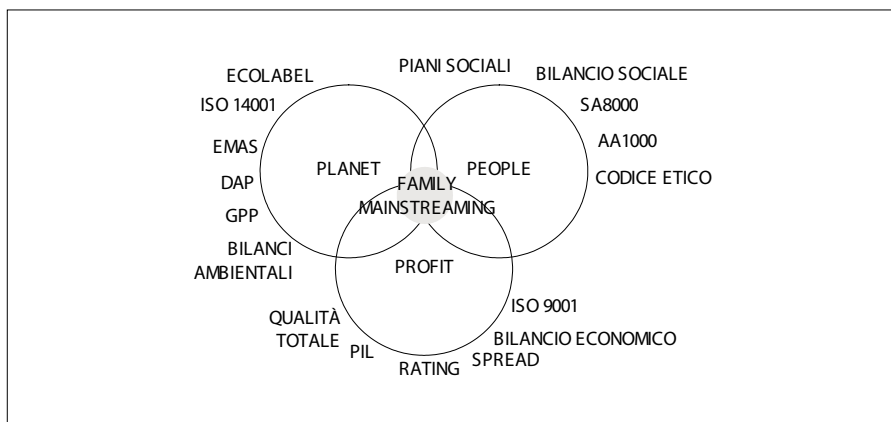 ECOLABEL
PIANI SOCIALI
BILANCIO SOCIALE
ISO 14001
SA8000
EMAS
AA1000
PLANET
PEOPLE
DAP
FAMILY
MAINSTREAMING
CODICE ETICO
GPP
BILANCI
AMBIENTALI
PROFIT
QUALITÀ
TOTALE
ISO 9001
BILANCIO ECONOMICO
PIL
RATING
SPREAD